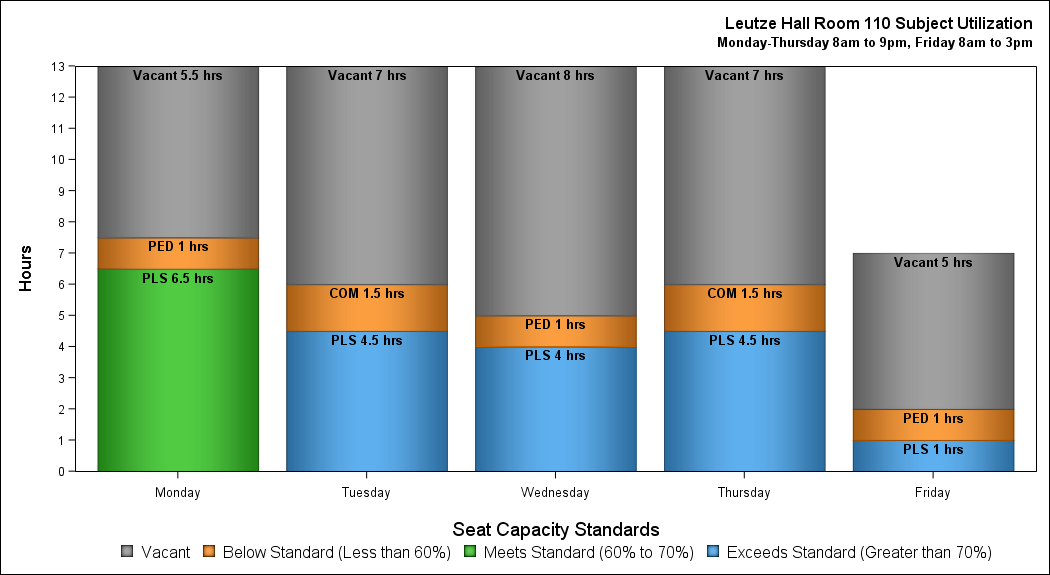 Leutze Hall Room 110 Subject Utilization
Monday-Thursday 8am to 9pm, Friday 8am to 3pm
Hours
13
12
11
10
9
8
7
6
5
4
3
2
1
0
Vacant 5.5 hrs
PED 1 hrs
PLS 6.5 hrs
Vacant 7 hrs
COM 1.5 hrs
PLS 4.5 hrs
Vacant 8 hrs
PED 1 hrs
PLS 4 hrs
Vacant 7 hrs
COM 1.5 hrs
PLS 4.5 hrs
Vacant 5 hrs
PED 1 hrs
PLS 1 hrs
Monday Tuesday Wednesday Thursday Friday
Seat Capacity Standards
Vacant Below Standard (Less than 60%) Meets Standard (60% to 70%) Exceeds Standard (Greater than 70%)